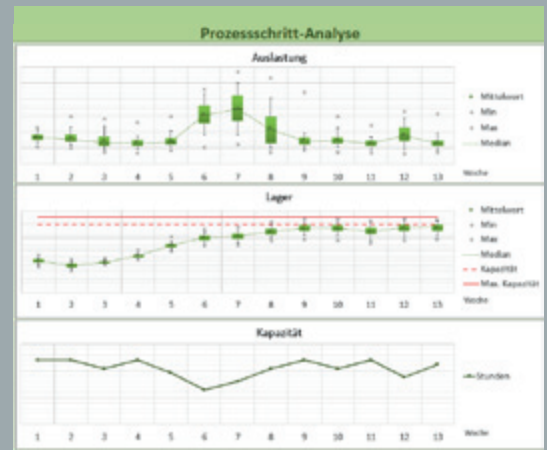 Prozessschritt-Analyse
Auslastung
Mittelwert
Min
Max
Median
1 2 3 4 5 6 7 8 9 10 11 12 13 Woche
Lager
Mittelwert
Min
Max
Median
Kapazität
Max. Kapazität
1 2 3 4 5 6 7 8 9 10 11 12 13 Woche
Kapazität
Stunden
1 2 3 4 5 6 7 8 9 10 11 12 13 Woche